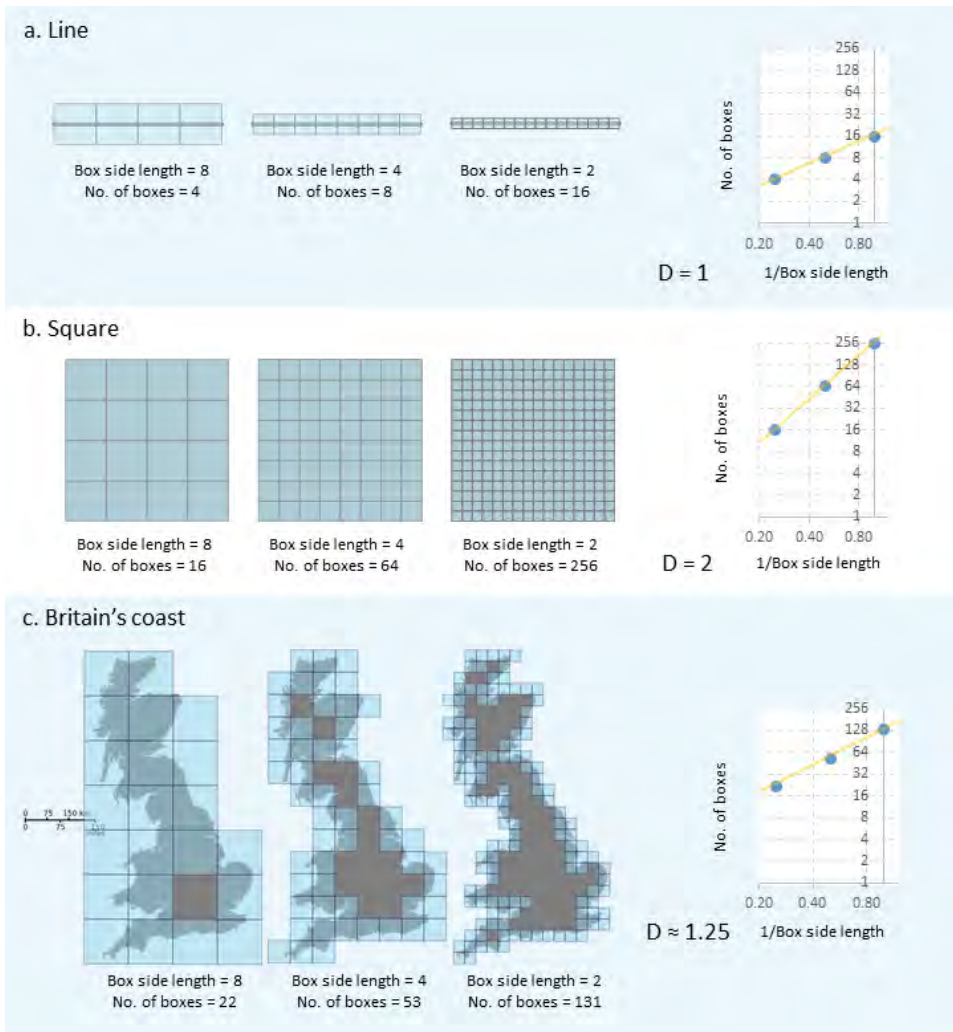 a. Line
Box side length = 8
No. of boxes = 4
Box side length = 4
No. of boxes = 8
Box side length = 2
No. of boxes = 16
No. of boxes
256
128
64
32
16
8
4
2
1
0.20 0.40 0.80
D = 1
1/Box side length
b. Square
Box side length = 8
No. of boxes = 16
Box side length = 4
No. of boxes = 64
Box side length = 2
No. of boxes = 256
No. of boxes
256
128
64
32
16
8
4
2
1
0.20 0.40 0.80
D = 2
1/Box side length
c. Britain's coast
0 75 150 km
0 75
Box side length = 8
No. of boxes = 22
Box side length = 4
No. of boxes = 53
Box side length = 2
No. of boxes = 131
No. of boxes
256
128
64
32
16
8
4
2
1
0.20 0.40 0.80
D ≈ 1.25
1/Box side length